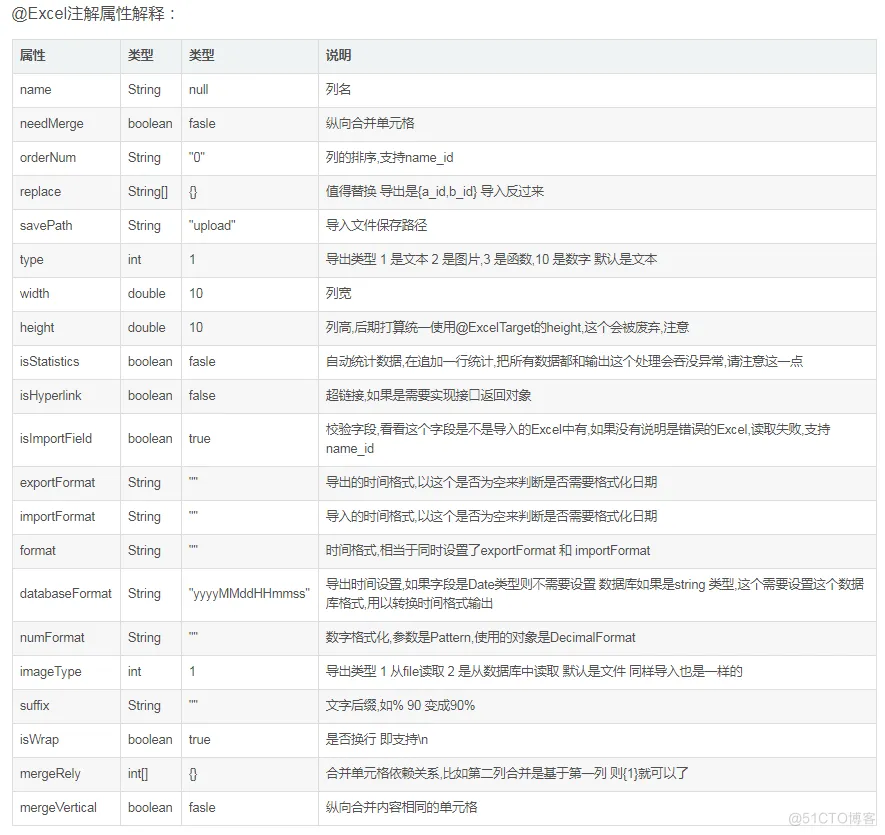 @Excel注解属性解释：
属性 类型 类型 说明
name String null 列名
needMerge boolean fasle 纵向合并单元格
orderNum String "0" 列的排序,支持name_id
replace String[] {} 值得替换 导出是{a_id,b_id} 导入反过来
savePath String "upload" 导入文件保存路径
type int 1 导出类型 1 是文本 2 是图片,3 是函数,10 是数字 默认是文本
width double 10 列宽
height double 10 列高,后期打算统一使用@ExcelTarget的height,这个会被废弃,注意
isStatistics boolean fasle 自动统计数据,在追加一行统计,把所有数据都和输出这个处理会吞没异常,请注意这一点
isHyperlink boolean false 超链接,如果是需要实现接口返回对象
isImportField boolean true 校验字段,看看这个字段是不是导入的Excel中有,如果没有说明是错误的Excel,读取失败,支持
name_id
exportFormat String "" 导出的时间格式,以这个是否为空来判断是否需要格式化日期
importFormat String "" 导入的时间格式,以这个是否为空来判断是否需要格式化日期
format String "" 时间格式,相当于同时设置了exportFormat 和 importFormat
databaseFormat String "yyyyMMddHHmmss" 导出时间设置,如果字段是Date类型则不需要设置 数据库如果是string 类型,这个需要设置这个数据
库格式,用以转换时间格式输出
numFormat String "" 数字格式化,参数是Pattern,使用的对象是DecimalFormat
imageType int 1 导出类型 1 从file读取 2 是从数据库中读取 默认是文件 同样导入也是一样的
suffix String "" 文字后缀,如% 90 变成90%
isWrap boolean true 是否换行 即支持\n
mergeRely int[] {} 合并单元格依赖关系,比如第二列合并是基于第一列 则{1}就可以了
mergeVertical boolean fasle 纵向合并内容相同的单元格
@51CTO博客